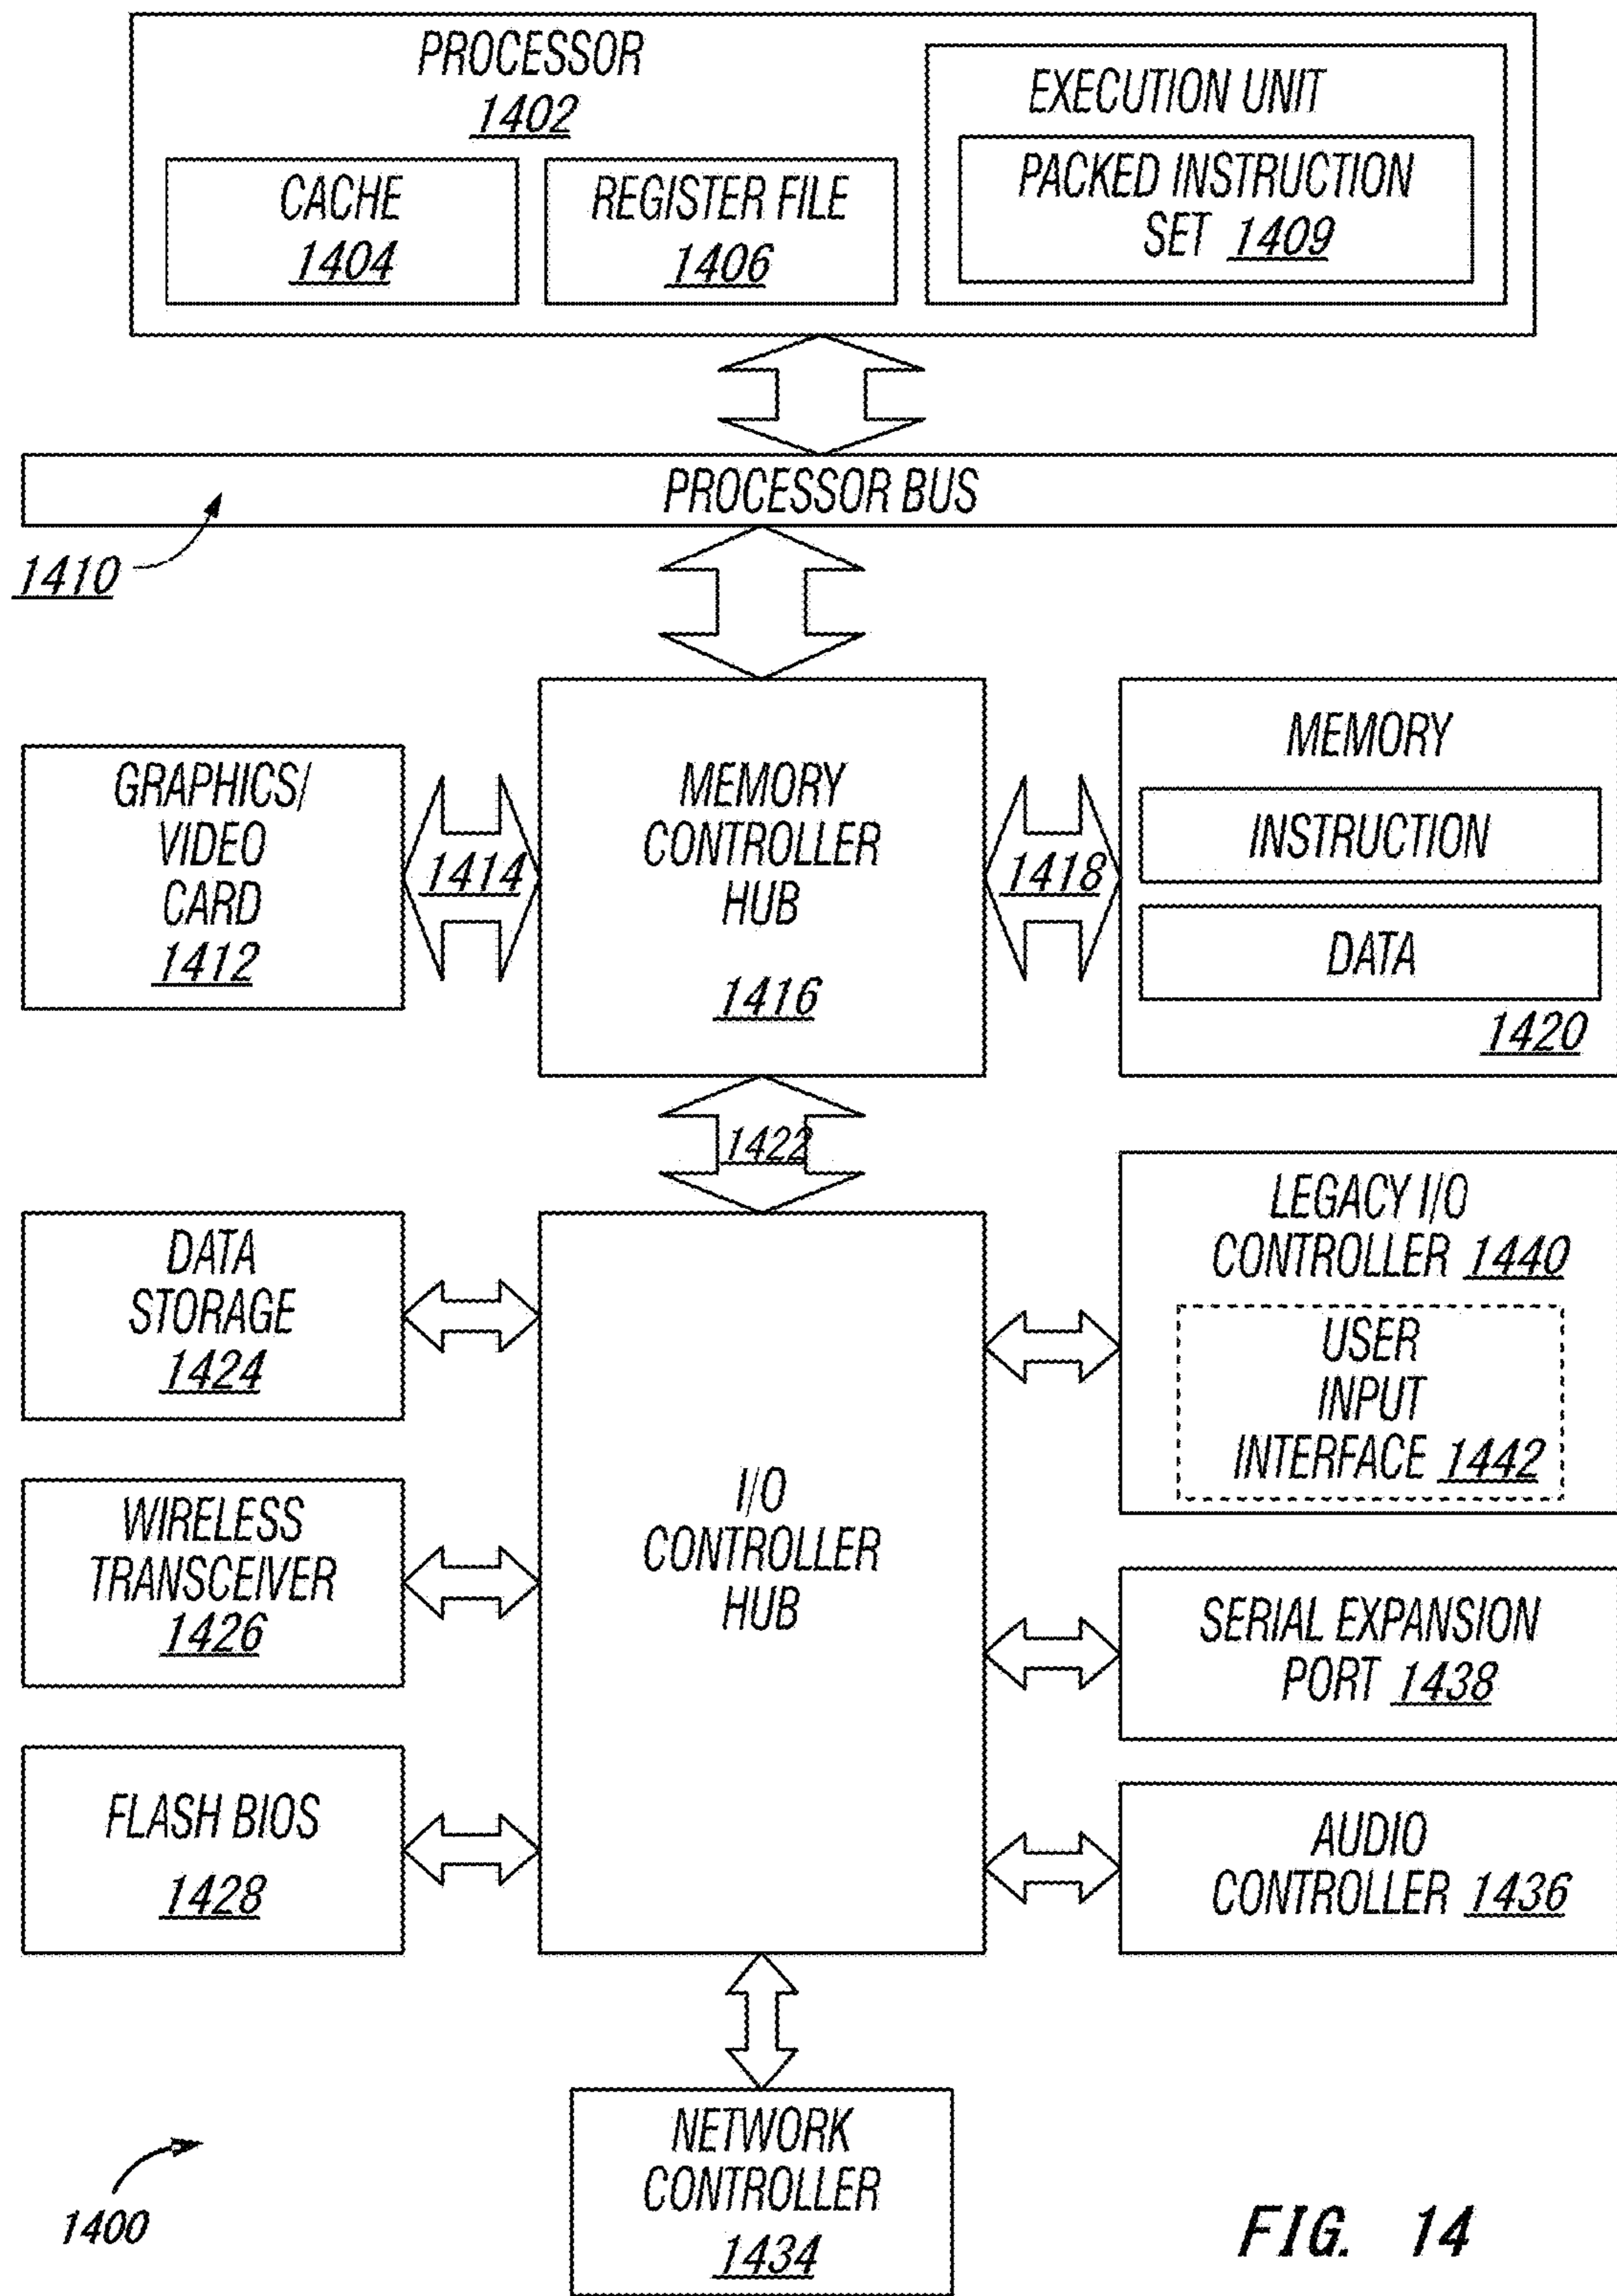 PROCESSOR
1402
CACHE
1404
REGISTER FILE
1406
EXECUTION UNIT
PACKED INSTRUCTION
SET 1409
PROCESSOR BUS
1410
GRAPHICS/
VIDEO
CARD
1412
1414
MEMORY
CONTROLLER
HUB
1416
1418
MEMORY
INSTRUCTION
DATA
1420
1422
DATA
STORAGE
1424
WIRELESS
TRANSCEIVER
1426
FLASH BIOS
1428
I/O
CONTROLLER
HUB
LEGACY I/O
CONTROLLER 1440
USER
INPUT
INTERFACE 1442
SERIAL EXPANSION
PORT 1438
AUDIO
CONTROLLER 1436
NETWORK
CONTROLLER
1434
1400
FIG. 14